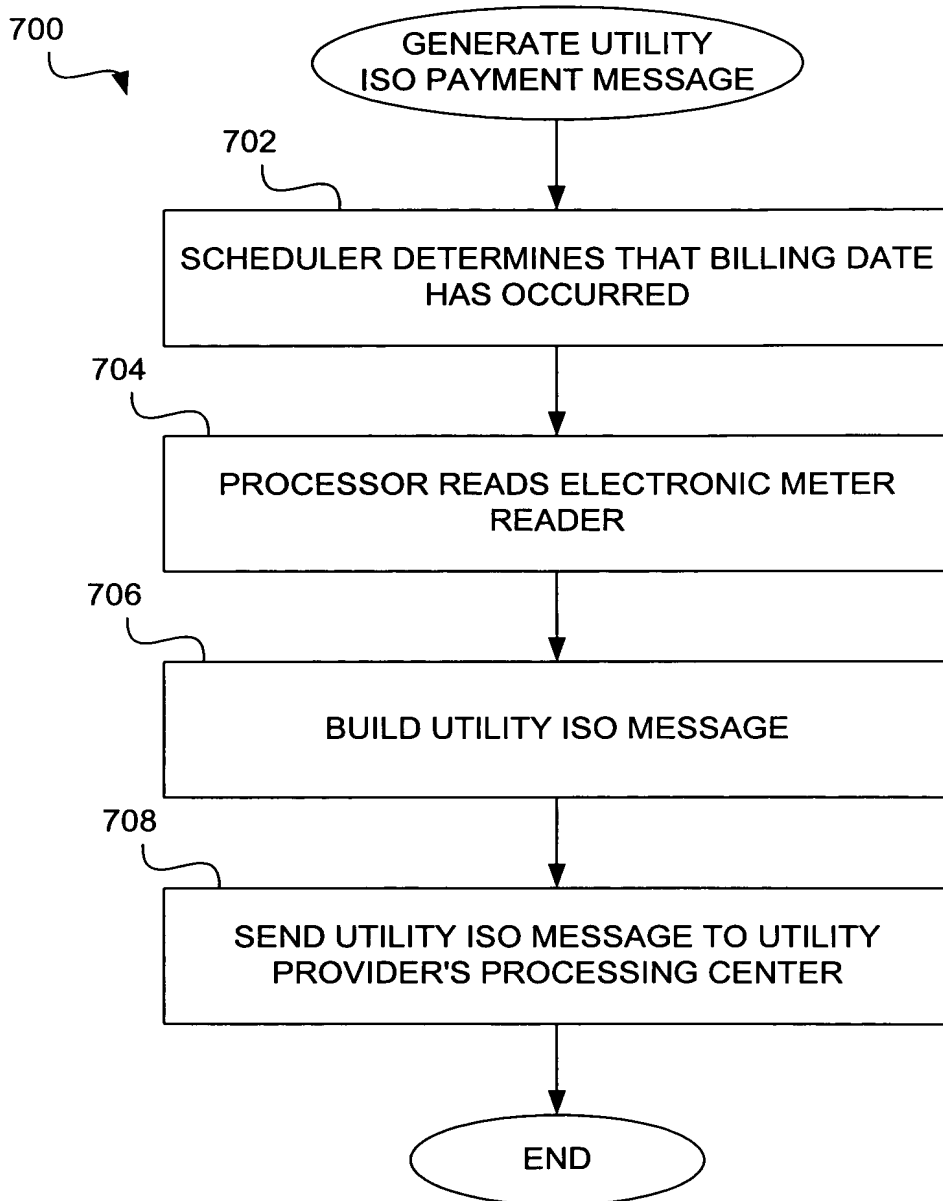 700
GENERATE UTILITY
ISO PAYMENT MESSAGE
702
SCHEDULER DETERMINES THAT BILLING DATE
HAS OCCURRED
704
PROCESSOR READS ELECTRONIC METER
READER
706
BUILD UTILITY ISO MESSAGE
708
SEND UTILITY ISO MESSAGE TO UTILITY
PROVIDER'S PROCESSING CENTER
END